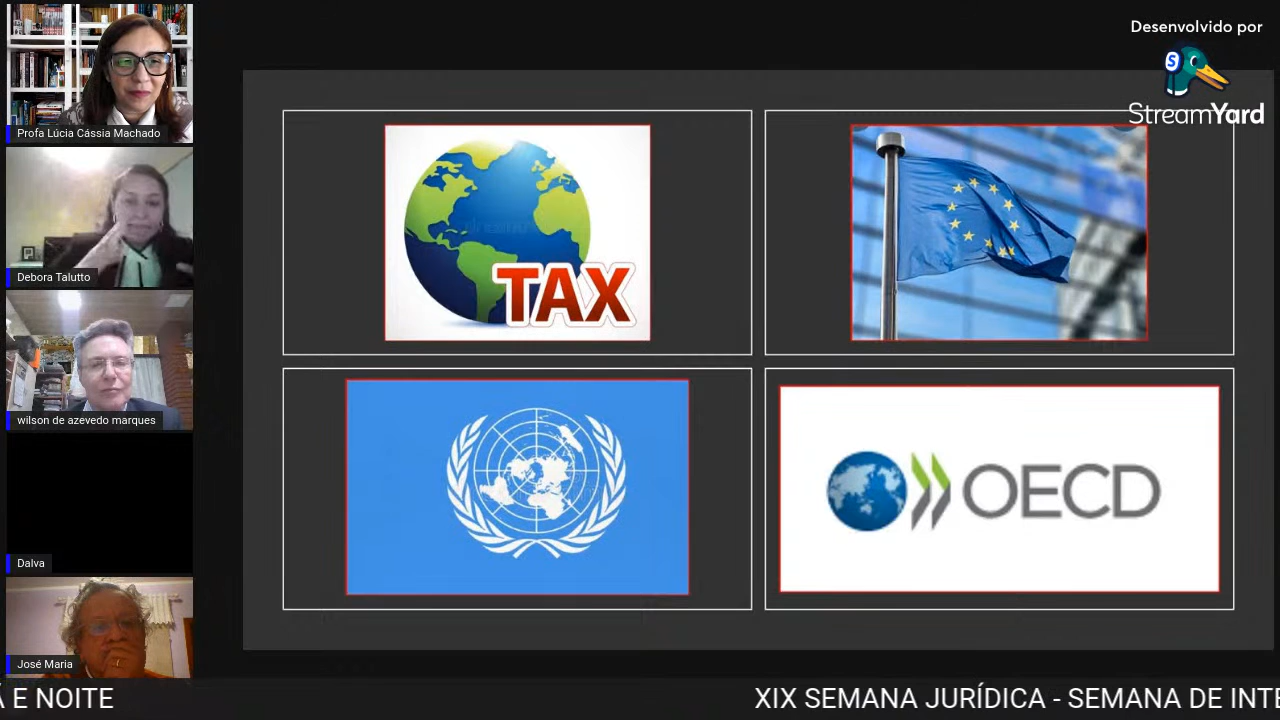 Profa Lúcia Cássia Machado
Debora Talutto
wilson de azevedo marques
Dalva
José Maria
Desenvolvido por
StreamYard
TAX
OECD
E NOITE
XIX SEMANA JURÍDICA - SEMANA DE INTE